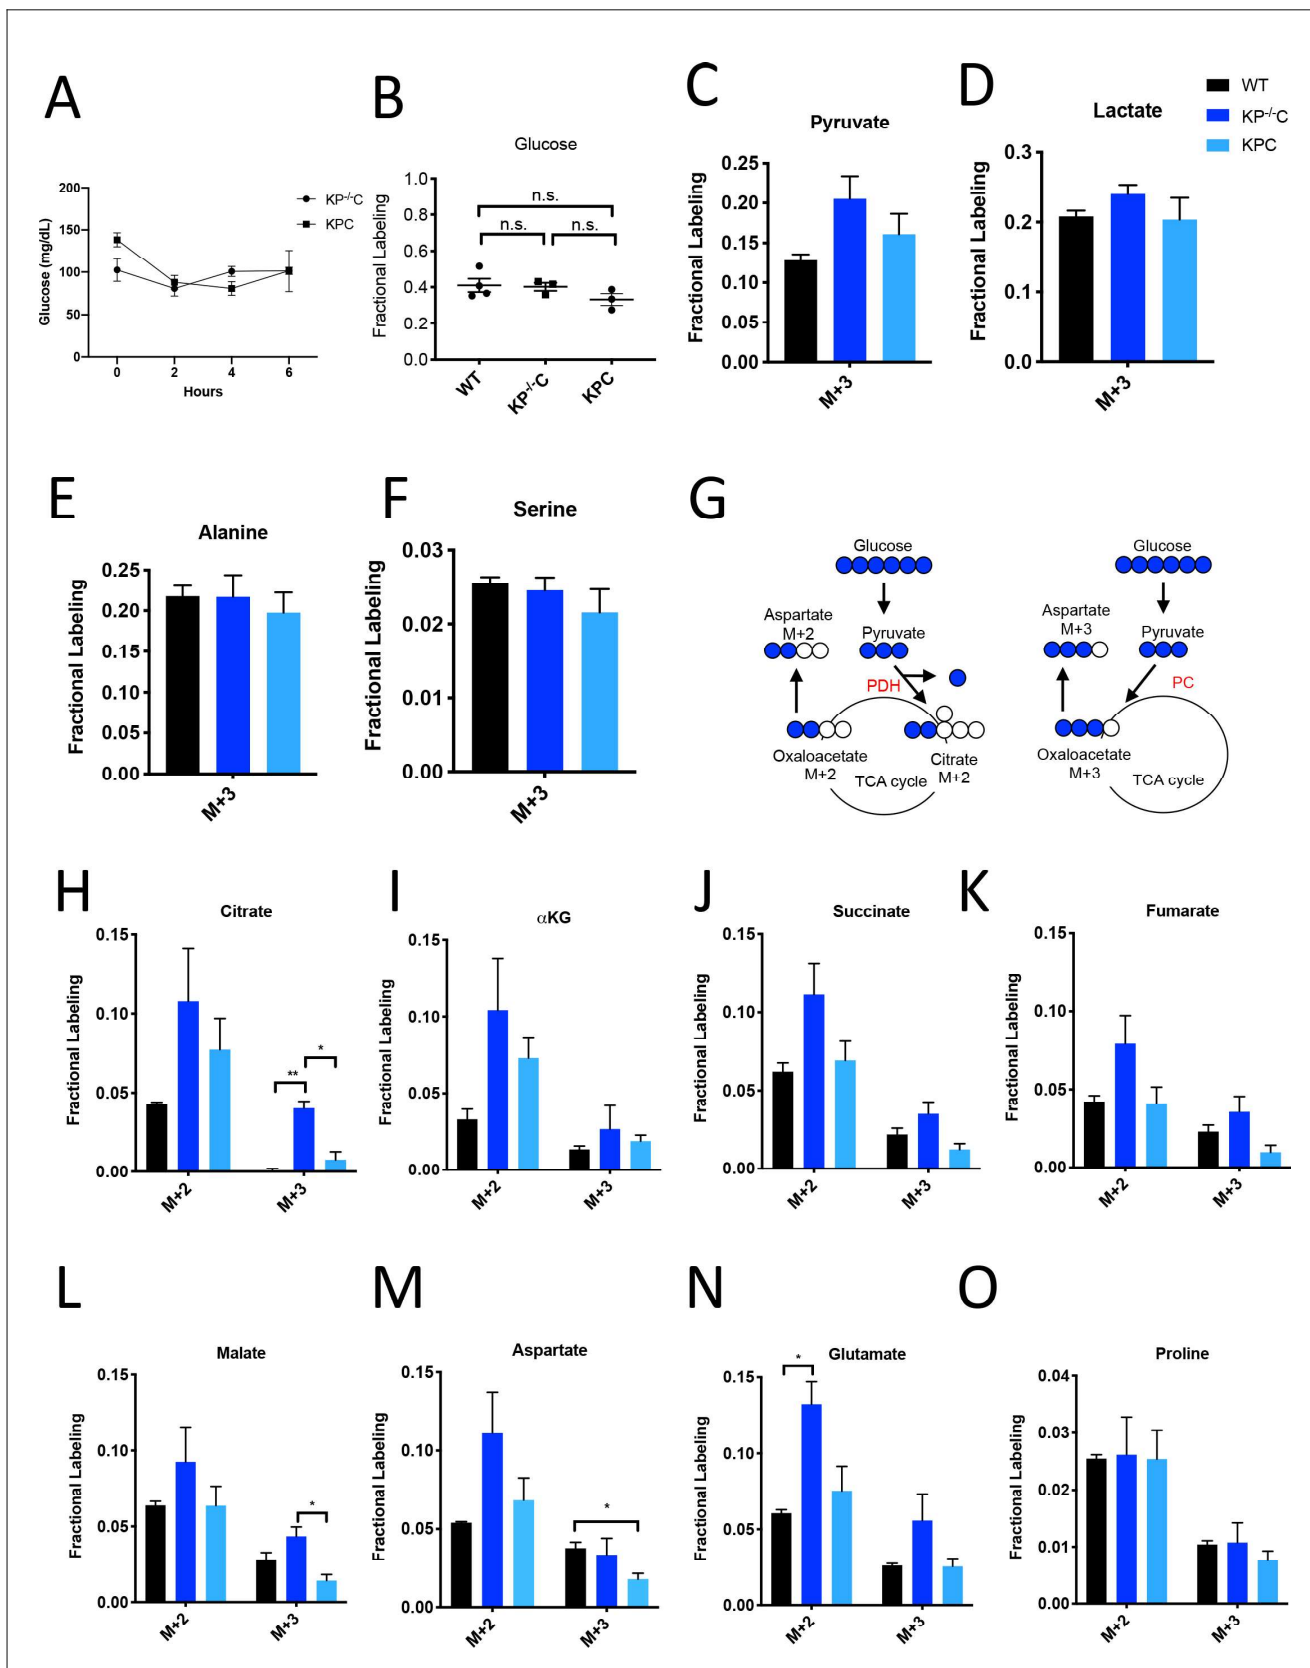 A
Glucose (mg/dL)
200
150
100
50
0
0 2 4 6
Hours
KP-/-C
KPC
B
Glucose
Fractional Labeling
1.0
0.8
0.6
0.4
0.2
0.0
n.s.
n.s. n.s.
WT KP-/-C KPC
C
Pyruvate
Fractional Labeling
0.25
0.20
0.15
0.10
0.05
0.00
M+3
D
Lactate
Fractional Labeling
0.3
0.2
0.1
0.0
M+3
WT
KP-/-C
KPC
E
Alanine
Fractional Labeling
0.25
0.20
0.15
0.10
0.05
0.00
M+3
F
Serine
Fractional Labeling
0.03
0.02
0.01
0.00
M+3
G
Glucose
Aspartate
M+2
Pyruvate
PDH
Oxaloacetate
M+2
Citrate
M+2
TCA cycle
Glucose
Aspartate
M+3
Pyruvate
PC
Oxaloacetate
M+3
TCA cycle
H
Citrate
Fractional Labeling
0.15
0.10
0.05
0.00
**
*
M+2 M+3
I
αKG
Fractional Labeling
0.15
0.10
0.05
0.00
M+2 M+3
J
Succinate
Fractional Labeling
0.15
0.10
0.05
0.00
M+2 M+3
K
Fumarate
Fractional Labeling
0.15
0.10
0.05
0.00
M+2 M+3
L
Malate
Fractional Labeling
0.15
0.10
0.05
0.00
*
M+2 M+3
M
Aspartate
Fractional Labeling
0.15
0.10
0.05
0.00
*
M+2 M+3
N
Glutamate
Fractional Labeling
0.15
0.10
0.05
0.00
*
M+2 M+3
O
Proline
Fractional Labeling
0.04
0.03
0.02
0.01
0.00
M+2 M+3